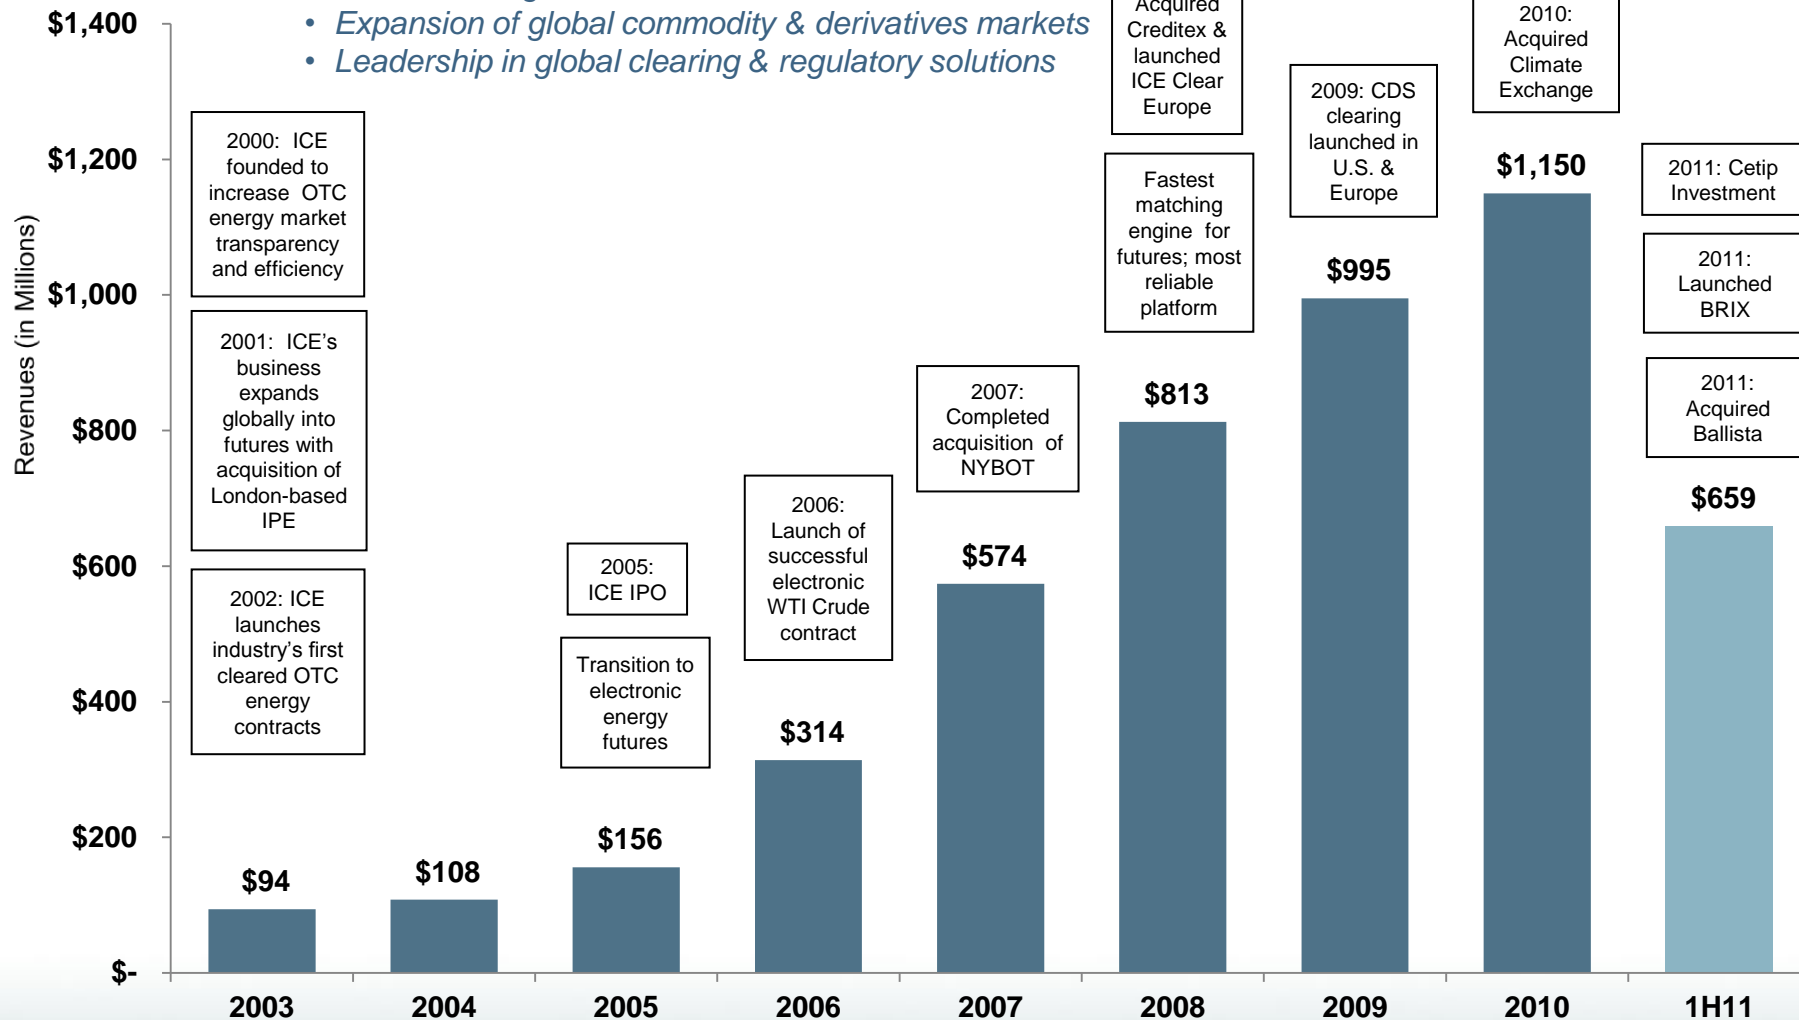 • Expansion of global commodity & derivatives markets
• Leadership in global clearing & regulatory solutions
Revenues (in Millions)
$1,400
$1,200
$1,000
$800
$600
$400
$200
$-
2000: ICE
founded to
increase OTC
energy market
transparency
and efficiency
2001: ICE’s
business
expands
globally into
futures with
acquisition of
London-based
IPE
2002: ICE
launches
industry’s first
cleared OTC
energy
contracts
2005:
ICE IPO
Transition to
electronic
energy
futures
2006:
Launch of
successful
electronic
WTI Crude
contract
2007:
Completed
acquisition of
NYBOT
Acquired
Creditex &
launched
ICE Clear
Europe
Fastest
matching
engine for
futures; most
reliable
platform
2009: CDS
clearing
launched in
U.S. &
Europe
2010:
Acquired
Climate
Exchange
2011: Cetip
Investment
2011:
Launched
BRIX
2011:
Acquired
Ballista
$94
$108
$156
$314
$574
$813
$995
$1,150
$659
2003
2004
2005
2006
2007
2008
2009
2010
1H11